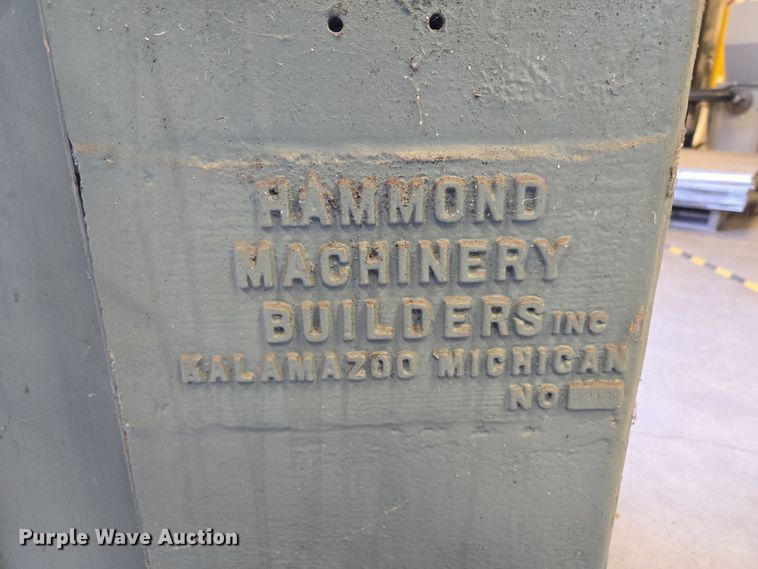 HAMMOND
MACHINERY
BUILDERS INC
KALAMAZOO MICHIGAN
NO
Purple Wave Auction